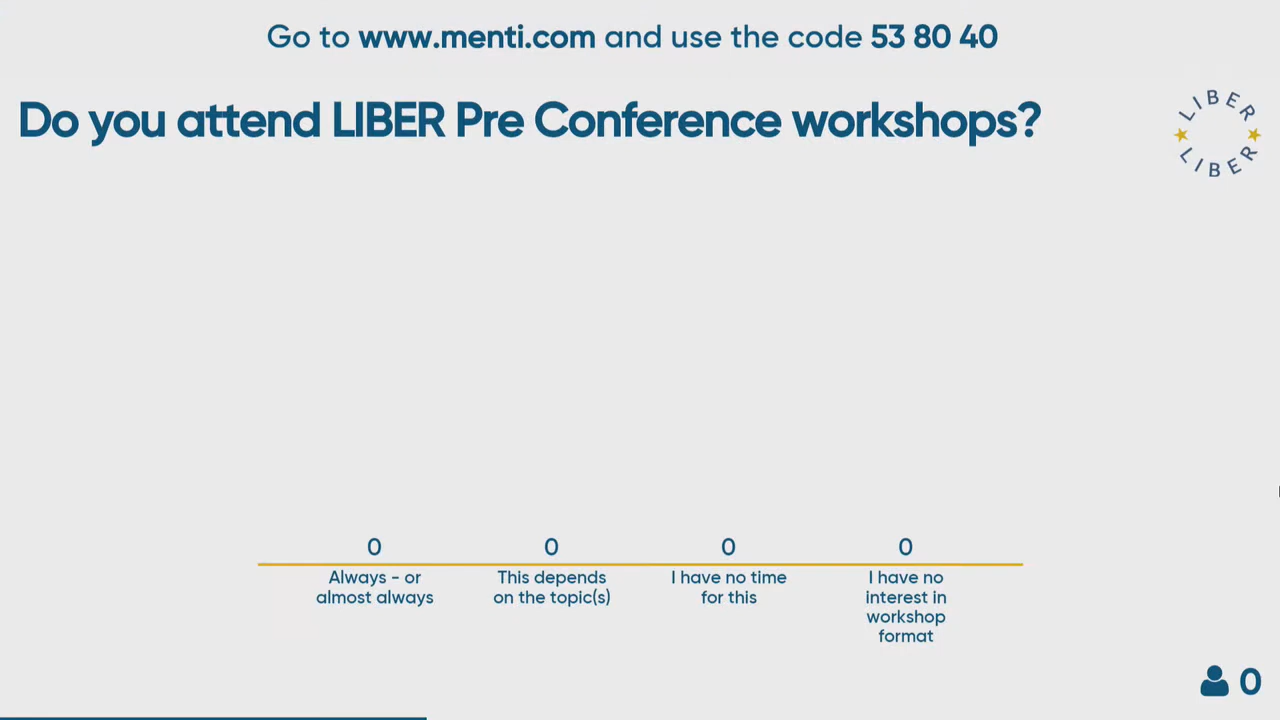 Go to www.menti.com and use the code 53 80 40
Do you attend LIBER Pre Conference workshops?
LIBER
LIBER
0 0 0 0
Always - or
almost always
This depends
on the topic(s)
I have no time
for this
I have no
interest in
workshop
format
0